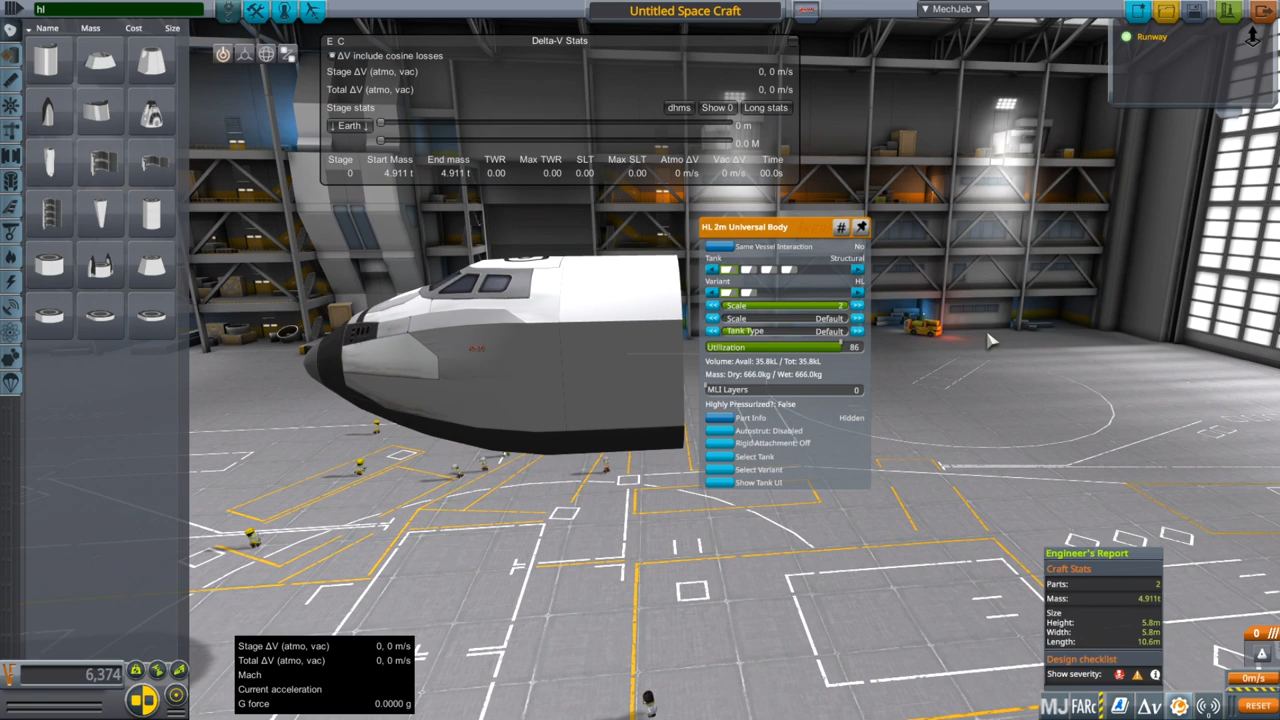 hl
Untitled Space Craft
▼ MechJeb ▼
Name Mass Cost Size
Runway
E C Delta-V Stats
ΔV include cosine losses
Stage ΔV (atmo, vac) 0, 0 m/s
Total ΔV (atmo, vac) 0, 0 m/s
Stage stats dhms Show 0 Long stats
↓ Earth ↓ 0 m
0.0 M
Stage Start Mass End mass TWR Max TWR SLT Max SLT Atmo ΔV Vac ΔV Time
0 4.911 t 4.911 t 0.00 0.00 0.00 0.00 0 m/s 0 m/s 00.0s
HL 2m Universal Body #
Same Vessel Interaction No
Tank Structural
Variant HL
<< Scale 2 >>
<< Scale Default >>
<< Tank Type Default >>
Utilization 86
Volume: Avail: 35.8kL / Tot: 35.8kL
Mass: Dry: 666.0kg / Wet: 666.0kg
MLI Layers 0
Highly Pressurized?: False
Part Info Hidden
Autostrut: Disabled
Rigid Attachment: Off
Select Tank
Select Variant
Show Tank UI
Engineer's Report
Craft Stats
Parts: 2
Mass: 4.911t
Size
Height: 5.8m
Width: 5.8m
Length: 10.6m
Design checklist
Show severity:
Stage ΔV (atmo, vac) 0, 0 m/s
Total ΔV (atmo, vac) 0, 0 m/s
Mach
Current acceleration
G force 0.0000 g
6,374
0
0m/s
MJ FARc Δv RESET